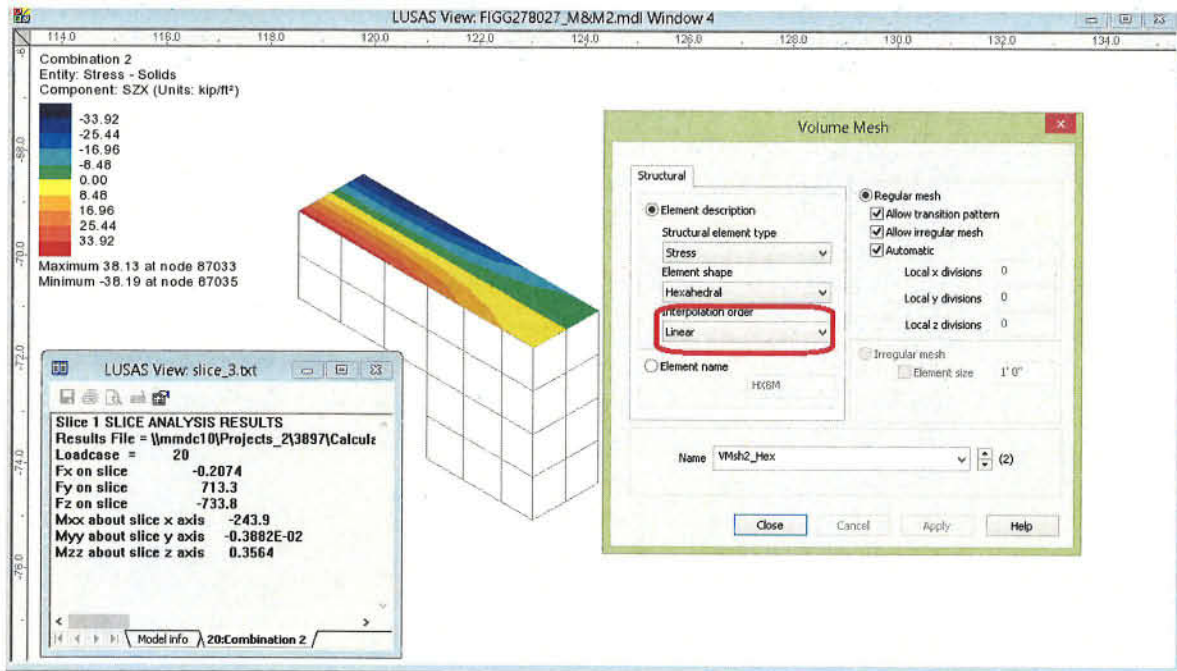 LUSAS View: FIGG278027_M&M2.mdl Window 4
114.0 116.0 118.0 120.0 122.0 124.0 126.0 128.0 130.0 132.0 134.0
-68.0
-70.0
-72.0
-74.0
-76.0
Combination 2
Entity: Stress - Solids
Component: SZX (Units: kip/ft²)
-33.92
-25.44
-16.96
-8.48
0.00
8.48
16.96
25.44
33.92
Maximum 38.13 at node 87033
Minimum -38.19 at node 87035
LUSAS View: slice_3.txt
Slice 1 SLICE ANALYSIS RESULTS
Results File = \\mmdc10\Projects_2\3897\Calcula
Loadcase = 20
Fx on slice -0.2074
Fy on slice 713.3
Fz on slice -733.8
Mxx about slice x axis -243.9
Myy about slice y axis -0.3882E-02
Mzz about slice z axis 0.3564
Model info 20:Combination 2
Volume Mesh
Structural
Element description
Structural element type
Stress
Element shape
Hexahedral
Interpolation order
Linear
Element name
HX8M
Regular mesh
Allow transition pattern
Allow irregular mesh
Automatic
Local x divisions 0
Local y divisions 0
Local z divisions 0
Irregular mesh
Element size 1' 0"
Name VMsh2_Hex (2)
Close Cancel Apply Help